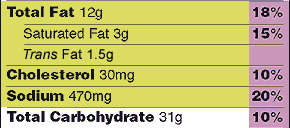 Total Fat 12g 18%
Saturated Fat 3g 15%
Trans Fat 1.5g
Cholesterol 30mg 10%
Sodium 470mg 20%
Total Carbohydrate 31g 10%